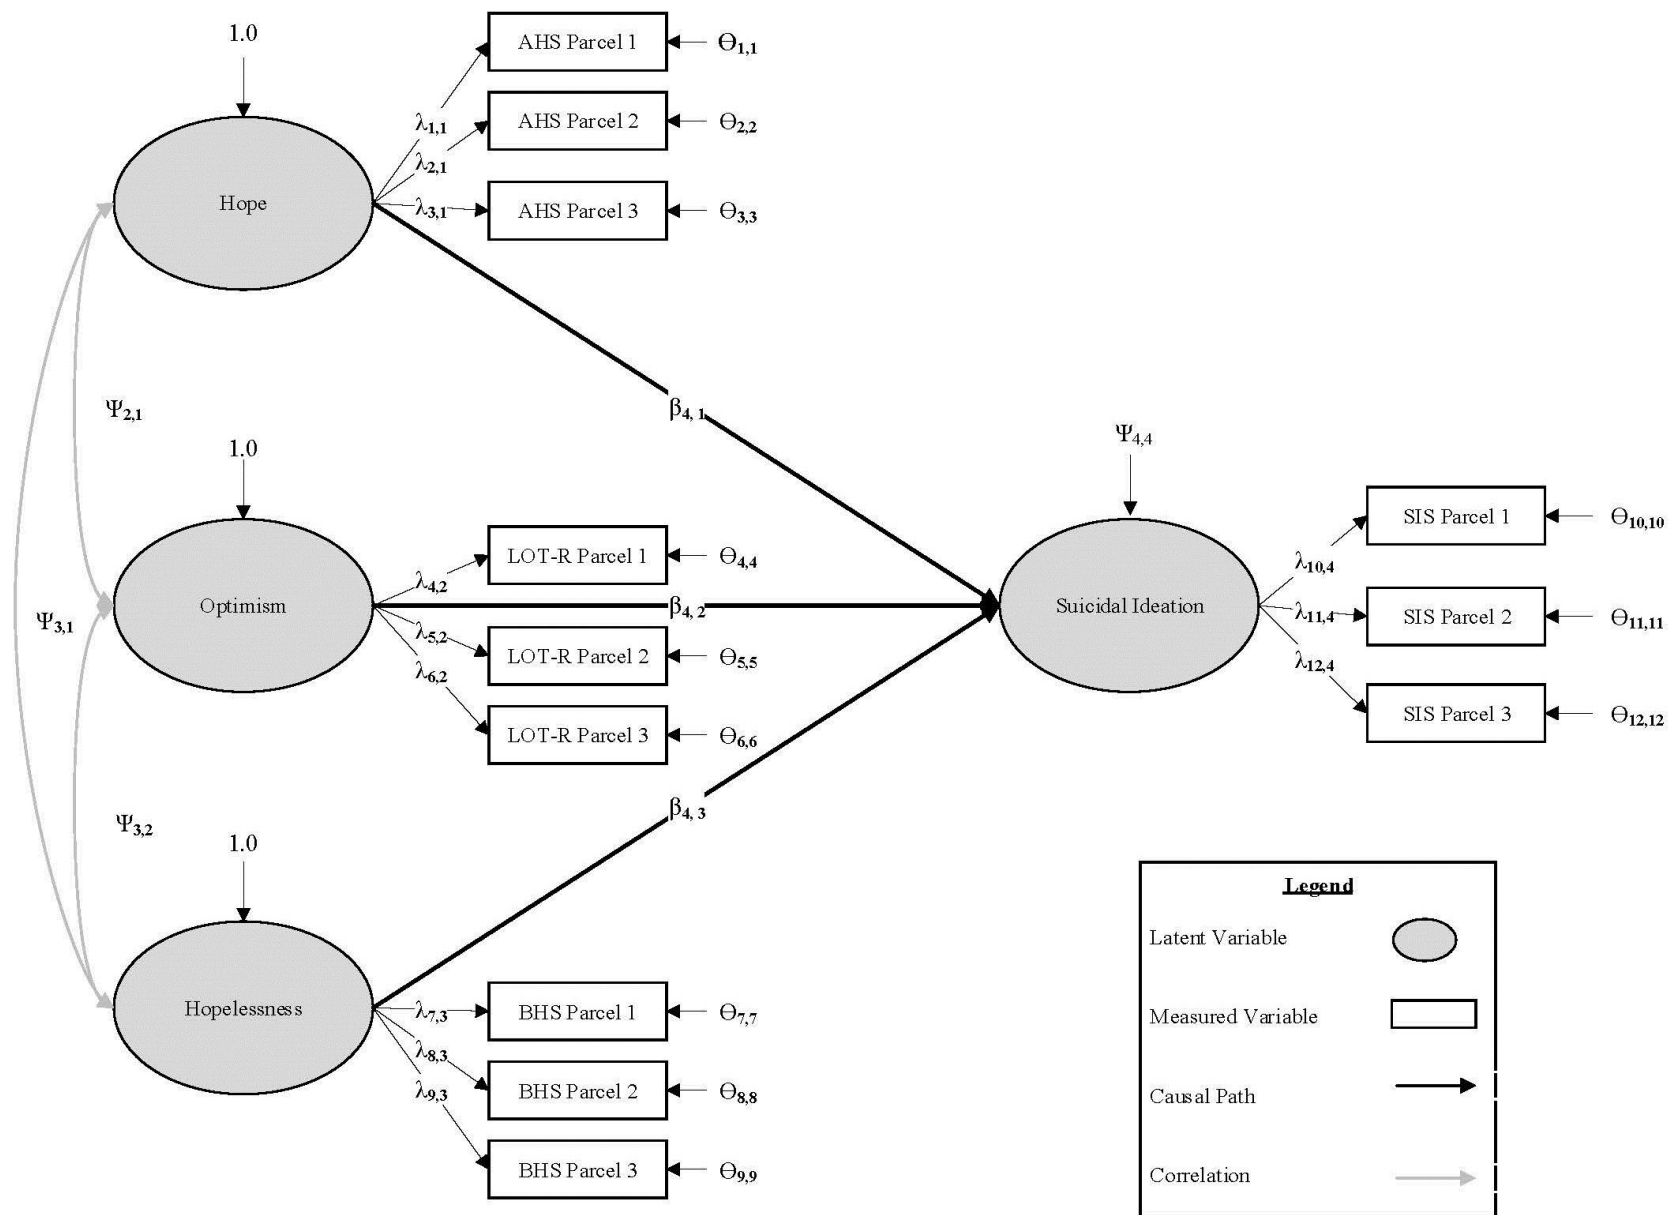 1.0
AHS Parcel 1
Θ1,1
λ1,1
AHS Parcel 2
Θ2,2
λ2,1
Hope
λ3,1
AHS Parcel 3
Θ3,3
Ψ2,1
β4, 1
1.0
Ψ4,4
SIS Parcel 1
Θ10,10
LOT-R Parcel 1
Θ4,4
λ10,4
λ4,2
Ψ3,1
Optimism
β4, 2
Suicidal Ideation
λ11,4
SIS Parcel 2
Θ11,11
λ5,2
LOT-R Parcel 2
Θ5,5
λ12,4
λ6,2
SIS Parcel 3
Θ12,12
LOT-R Parcel 3
Θ6,6
β4, 3
Ψ3,2
1.0
Hopelessness
λ7,3
BHS Parcel 1
Θ7,7
λ8,3
BHS Parcel 2
Θ8,8
λ9,3
BHS Parcel 3
Θ9,9
Legend
Latent Variable
Measured Variable
Causal Path
Correlation